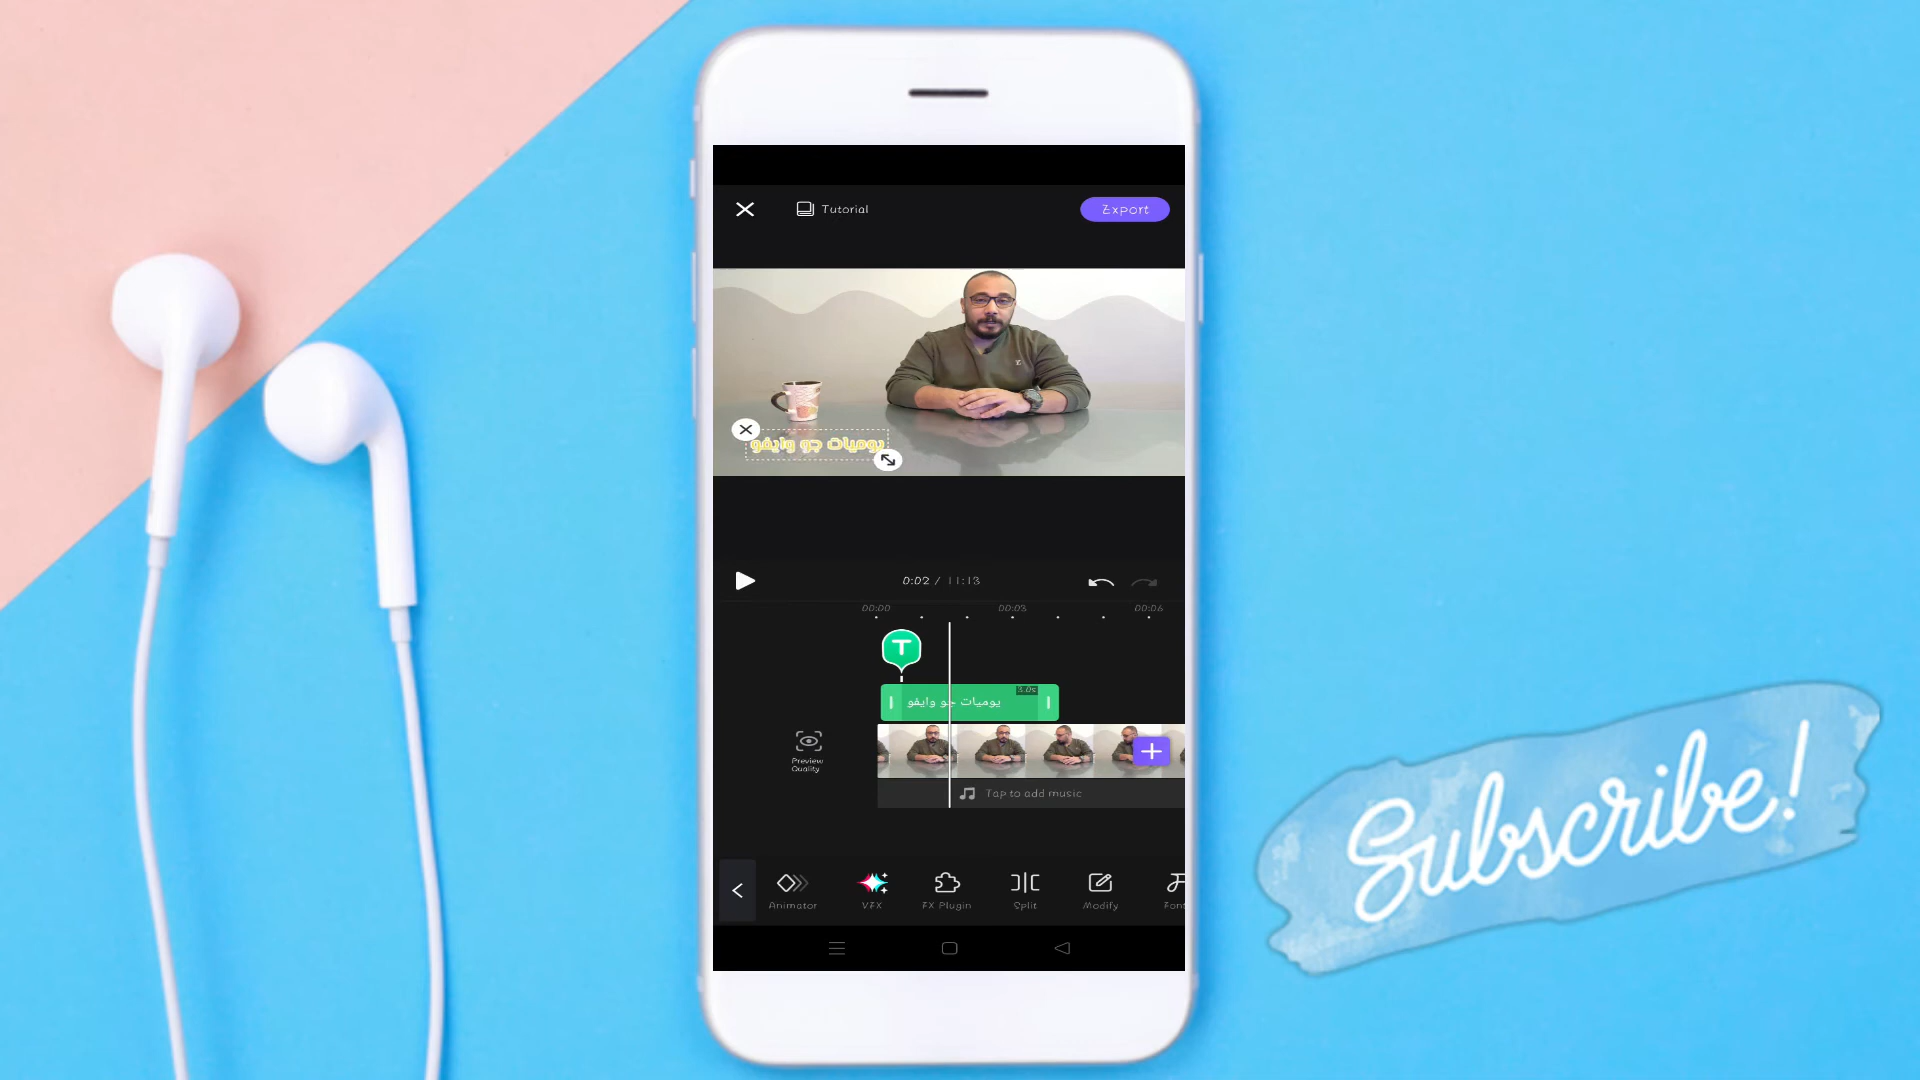 Tutorial
Export
يوميات جو وايفو
0:02 / 11:13
00:00
00:03
00:06
T
3.0s
يوميات جو وايفو
Preview
Quality
Tap to add music
Animator
VFX
FX Plugin
Split
Modify
Font
Subscribe!